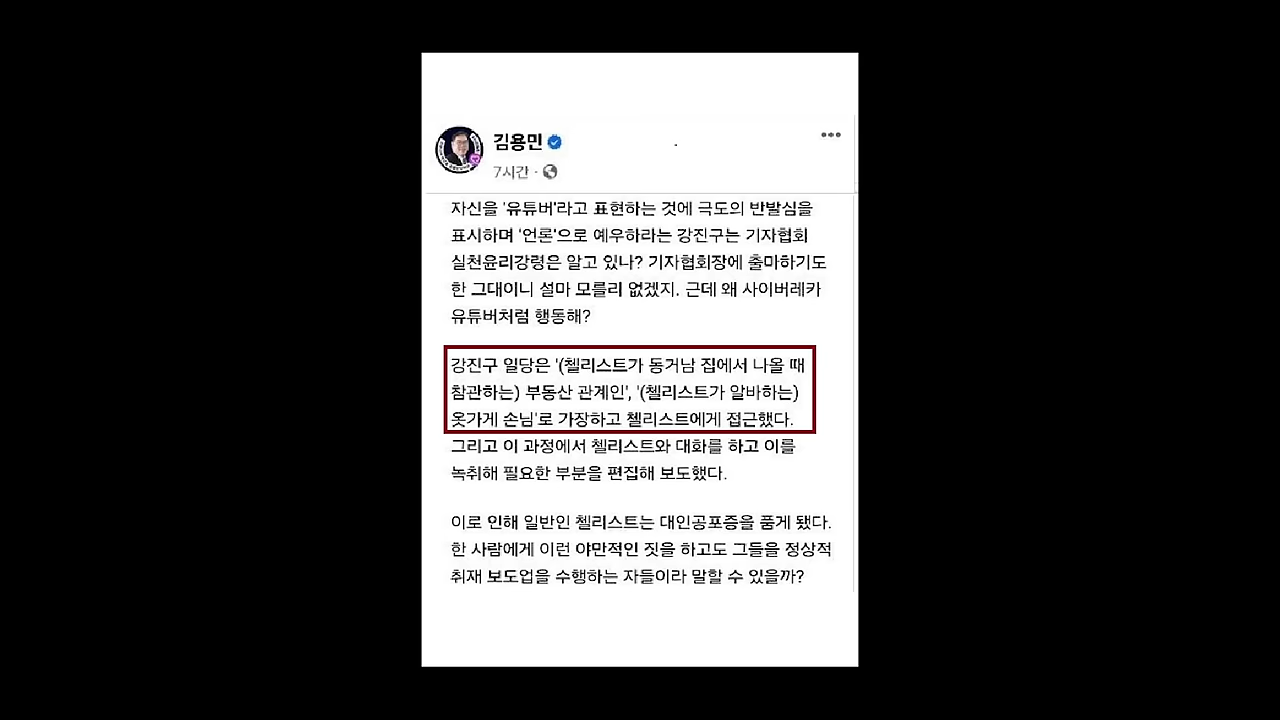 김용민
7시간 ·
자신을 '유튜버'라고 표현하는 것에 극도의 반발심을
표시하며 '언론'으로 예우하라는 강진구는 기자협회
실천윤리강령은 알고 있나? 기자협회장에 출마하기도
한 그대이니 설마 모를리 없겠지. 근데 왜 사이버레카
유튜버처럼 행동해?
강진구 일당은 '(첼리스트가 동거남 집에서 나올 때
참관하는) 부동산 관계인', '(첼리스트가 알바하는)
옷가게 손님'로 가장하고 첼리스트에게 접근했다.
그리고 이 과정에서 첼리스트와 대화를 하고 이를
녹취해 필요한 부분을 편집해 보도했다.
이로 인해 일반인 첼리스트는 대인공포증을 품게 됐다.
한 사람에게 이런 야만적인 짓을 하고도 그들을 정상적
취재 보도업을 수행하는 자들이라 말할 수 있을까?